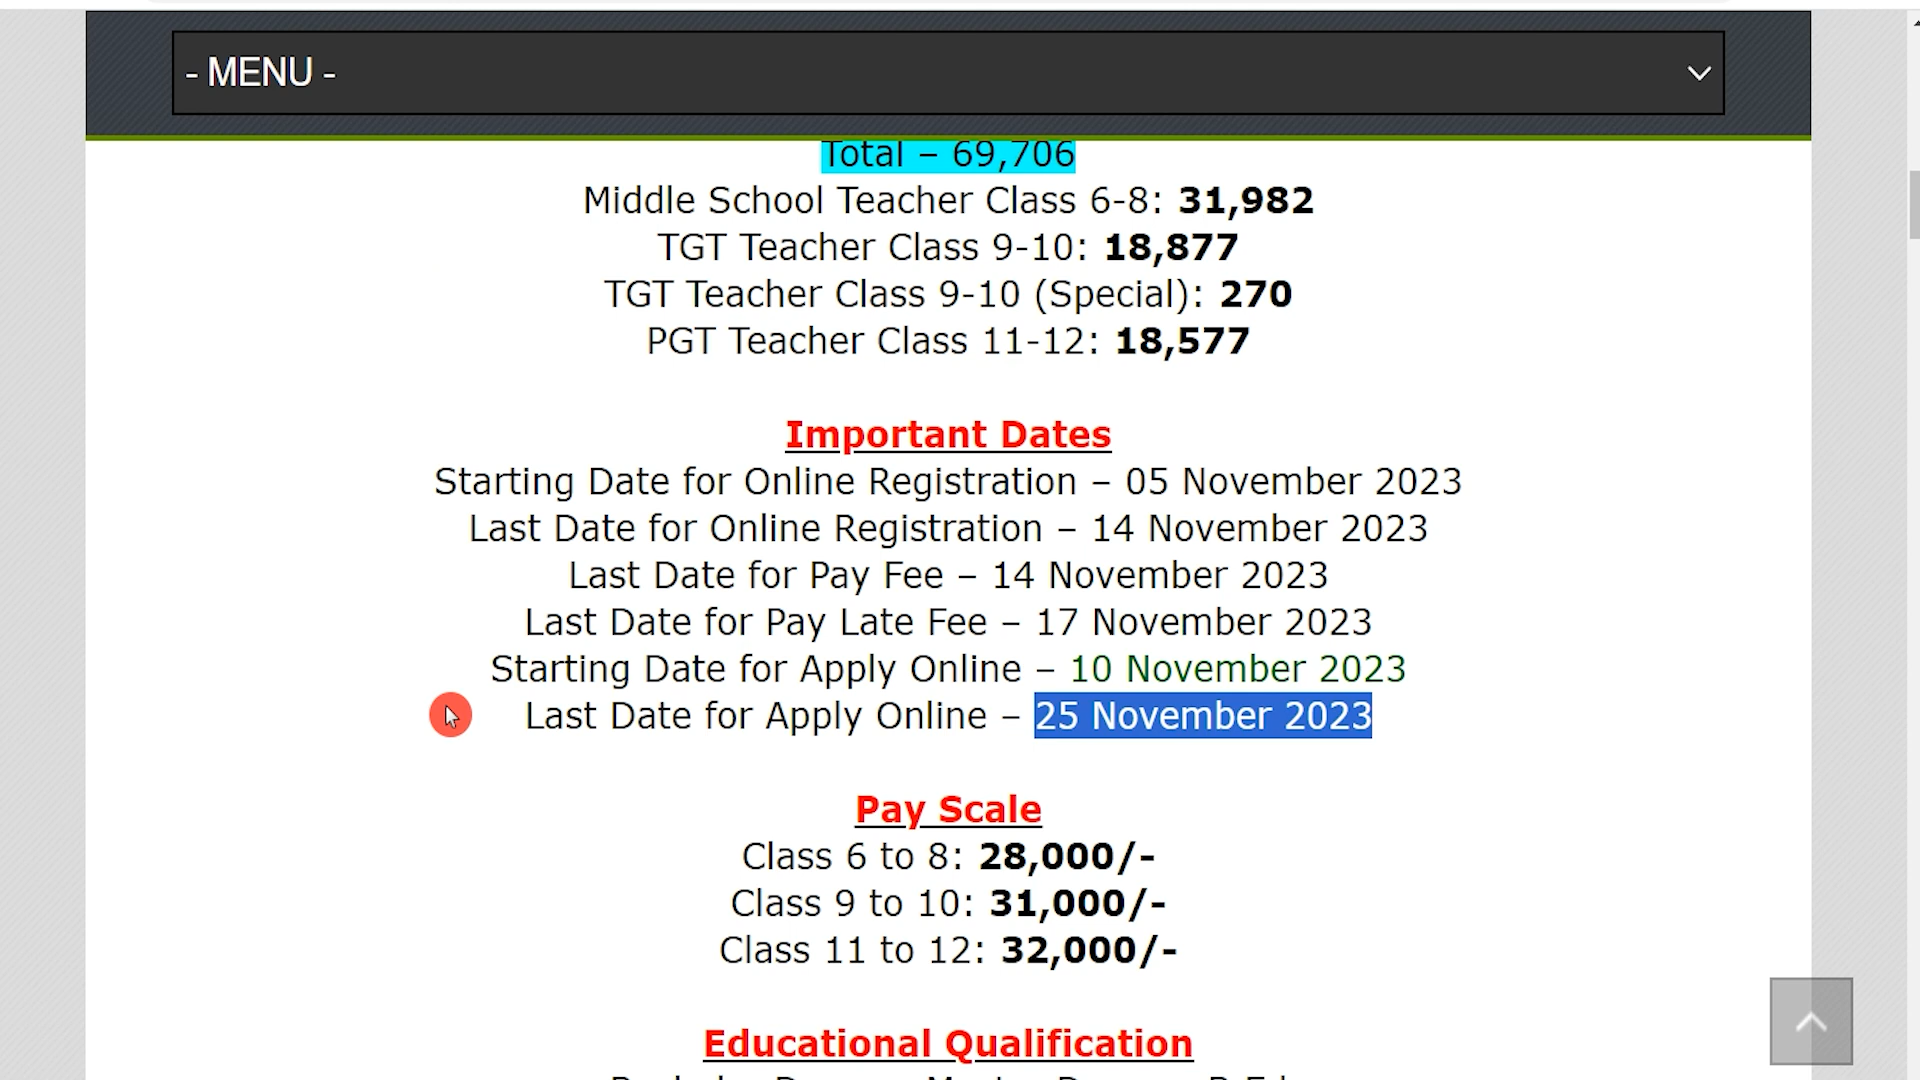 - MENU -
Total – 69,706
Middle School Teacher Class 6-8: 31,982
TGT Teacher Class 9-10: 18,877
TGT Teacher Class 9-10 (Special): 270
PGT Teacher Class 11-12: 18,577
Important Dates
Starting Date for Online Registration – 05 November 2023
Last Date for Online Registration – 14 November 2023
Last Date for Pay Fee – 14 November 2023
Last Date for Pay Late Fee – 17 November 2023
Starting Date for Apply Online – 10 November 2023
Last Date for Apply Online – 25 November 2023
Pay Scale
Class 6 to 8: 28,000/-
Class 9 to 10: 31,000/-
Class 11 to 12: 32,000/-
Educational Qualification